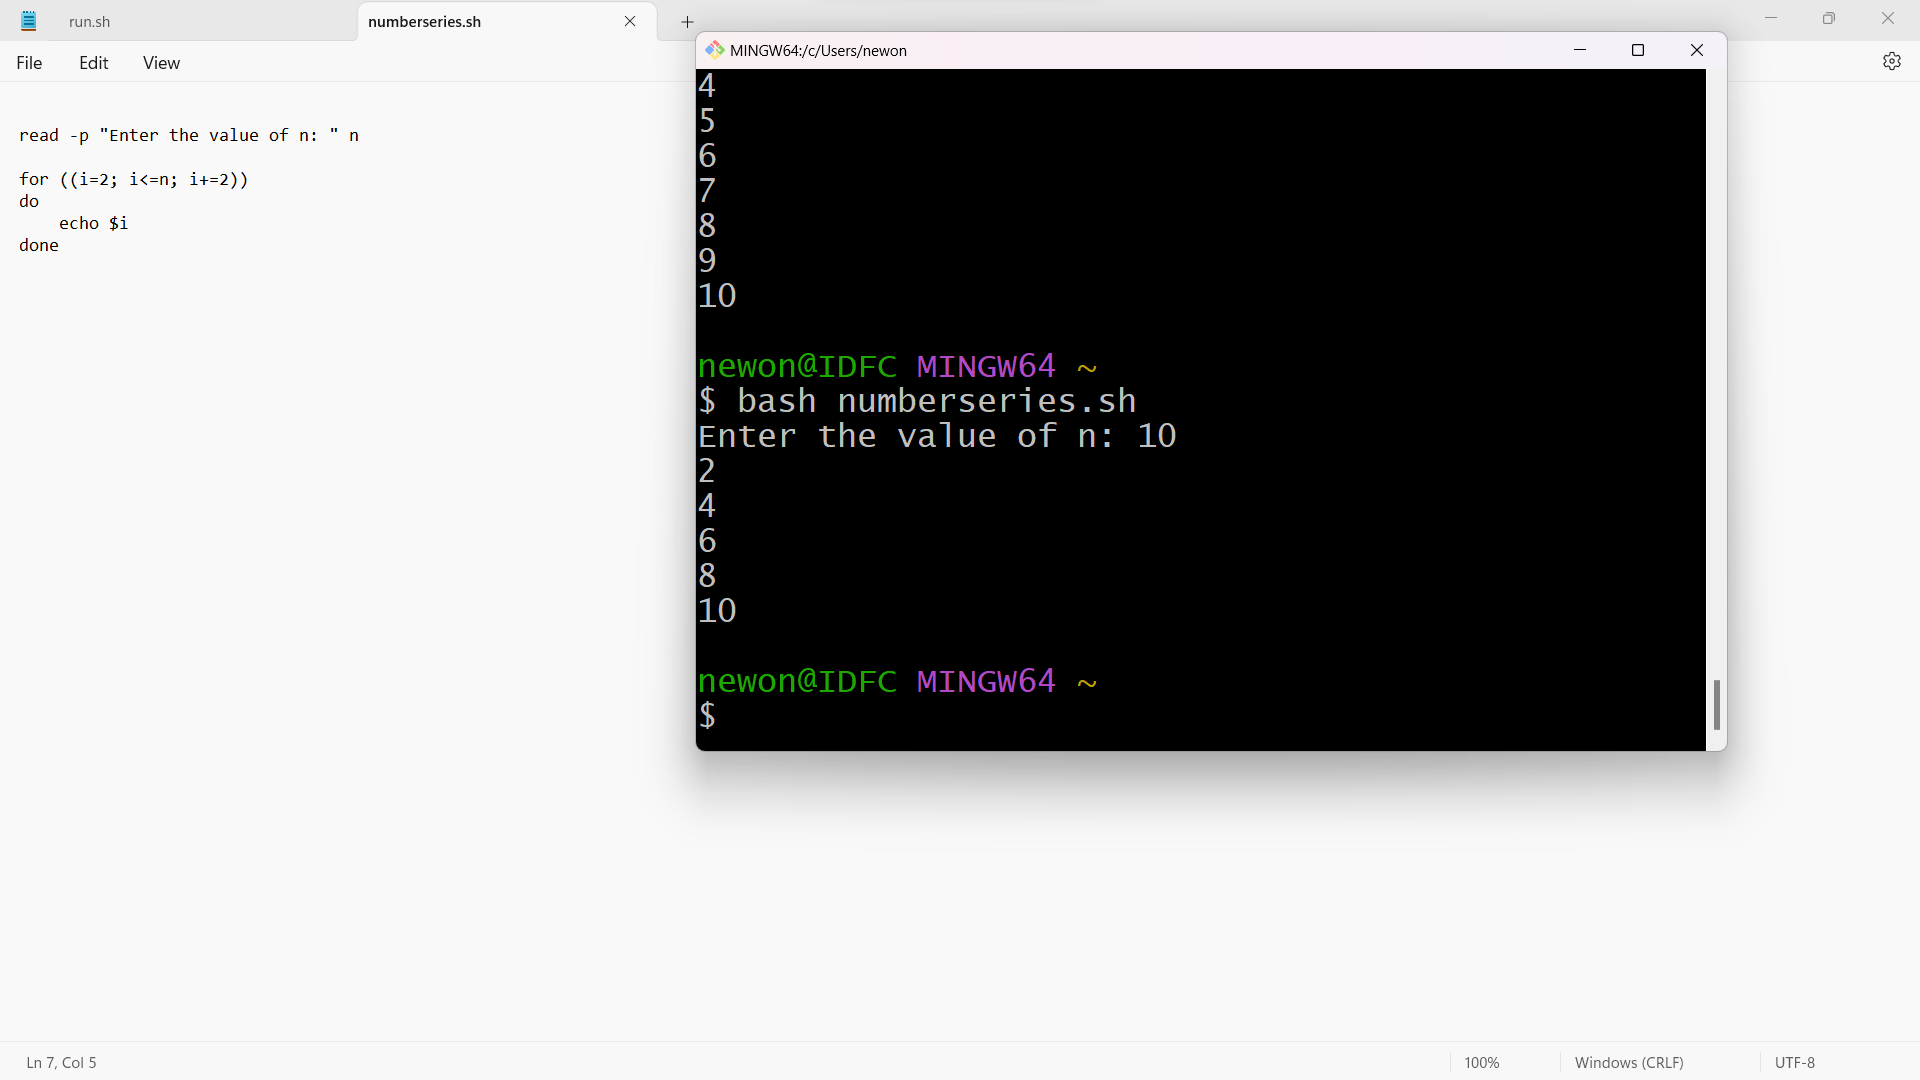 run.sh
numberseries.sh
File Edit View
read -p "Enter the value of n: " n
for ((i=2; i<=n; i+=2))
do
    echo $i
done
MINGW64:/c/Users/newon
4
5
6
7
8
9
10
newon@IDFC MINGW64 ~
$ bash numberseries.sh
Enter the value of n: 10
2
4
6
8
10
newon@IDFC MINGW64 ~
$
Ln 7, Col 5
100%
Windows (CRLF)
UTF-8